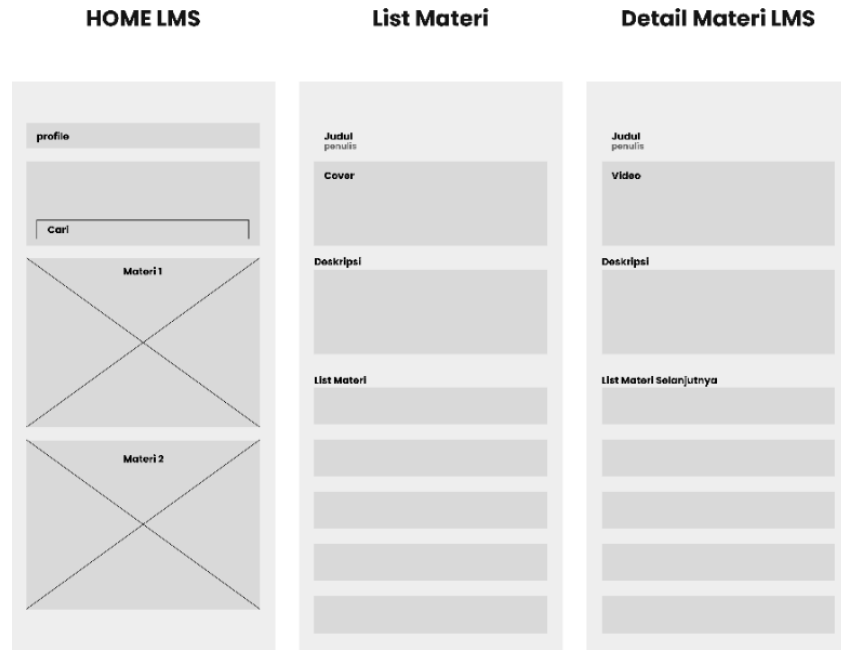 HOME LMS
profile
Cari
Materi 1
Materi 2
List Materi
Judul
penulis
Cover
Deskripsi
List Materi
Detail Materi LMS
Judul
penulis
Video
Deskripsi
List Materi Selanjutnya